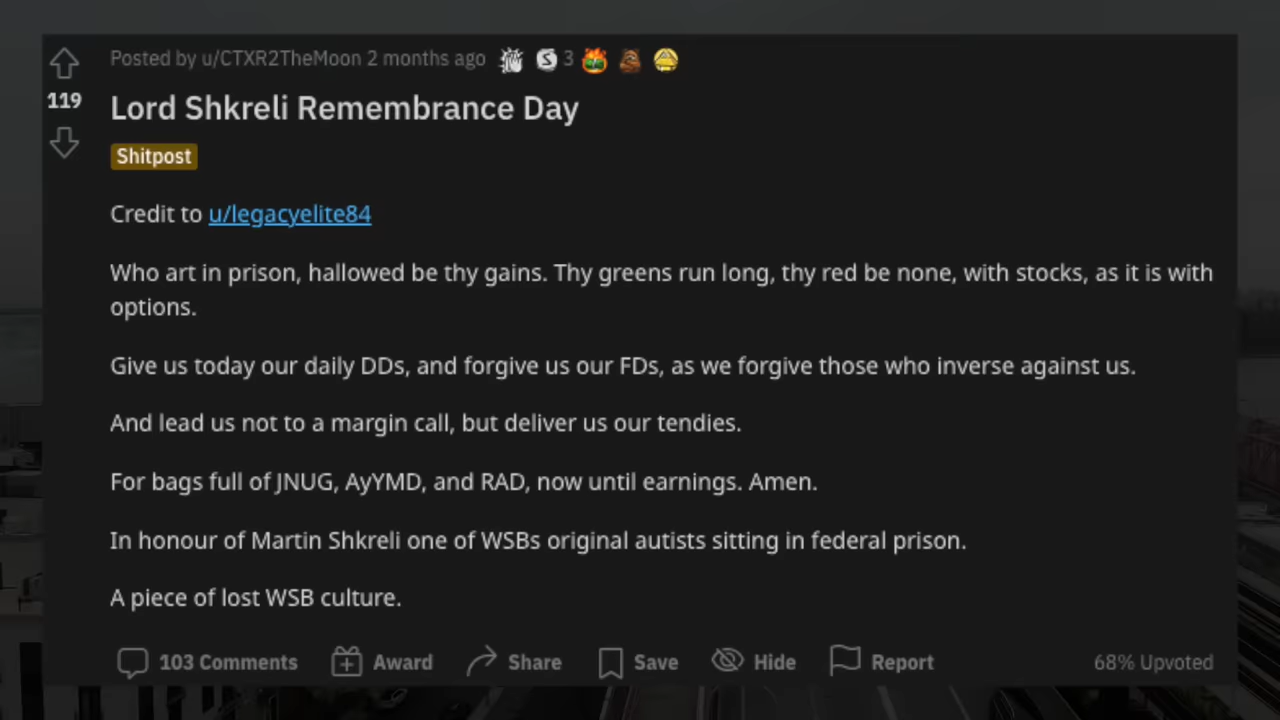 Posted by u/CTXR2TheMoon 2 months ago 3
119
Lord Shkreli Remembrance Day
Shitpost
Credit to u/legacyelite84
Who art in prison, hallowed be thy gains. Thy greens run long, thy red be none, with stocks, as it is with
options.
Give us today our daily DDs, and forgive us our FDs, as we forgive those who inverse against us.
And lead us not to a margin call, but deliver us our tendies.
For bags full of JNUG, AyYMD, and RAD, now until earnings. Amen.
In honour of Martin Shkreli one of WSBs original autists sitting in federal prison.
A piece of lost WSB culture.
103 Comments Award Share Save Hide Report 68% Upvoted